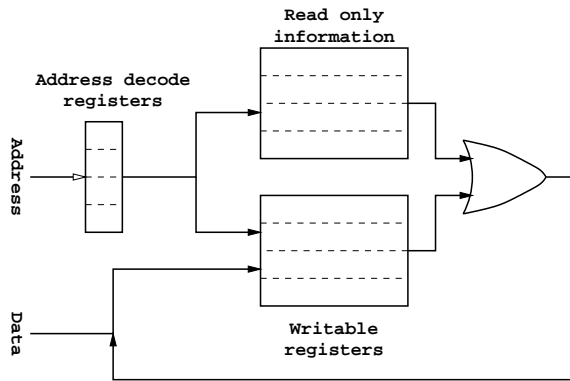 Read only
information
Address decode
registers
Address
Data
Writable
registers